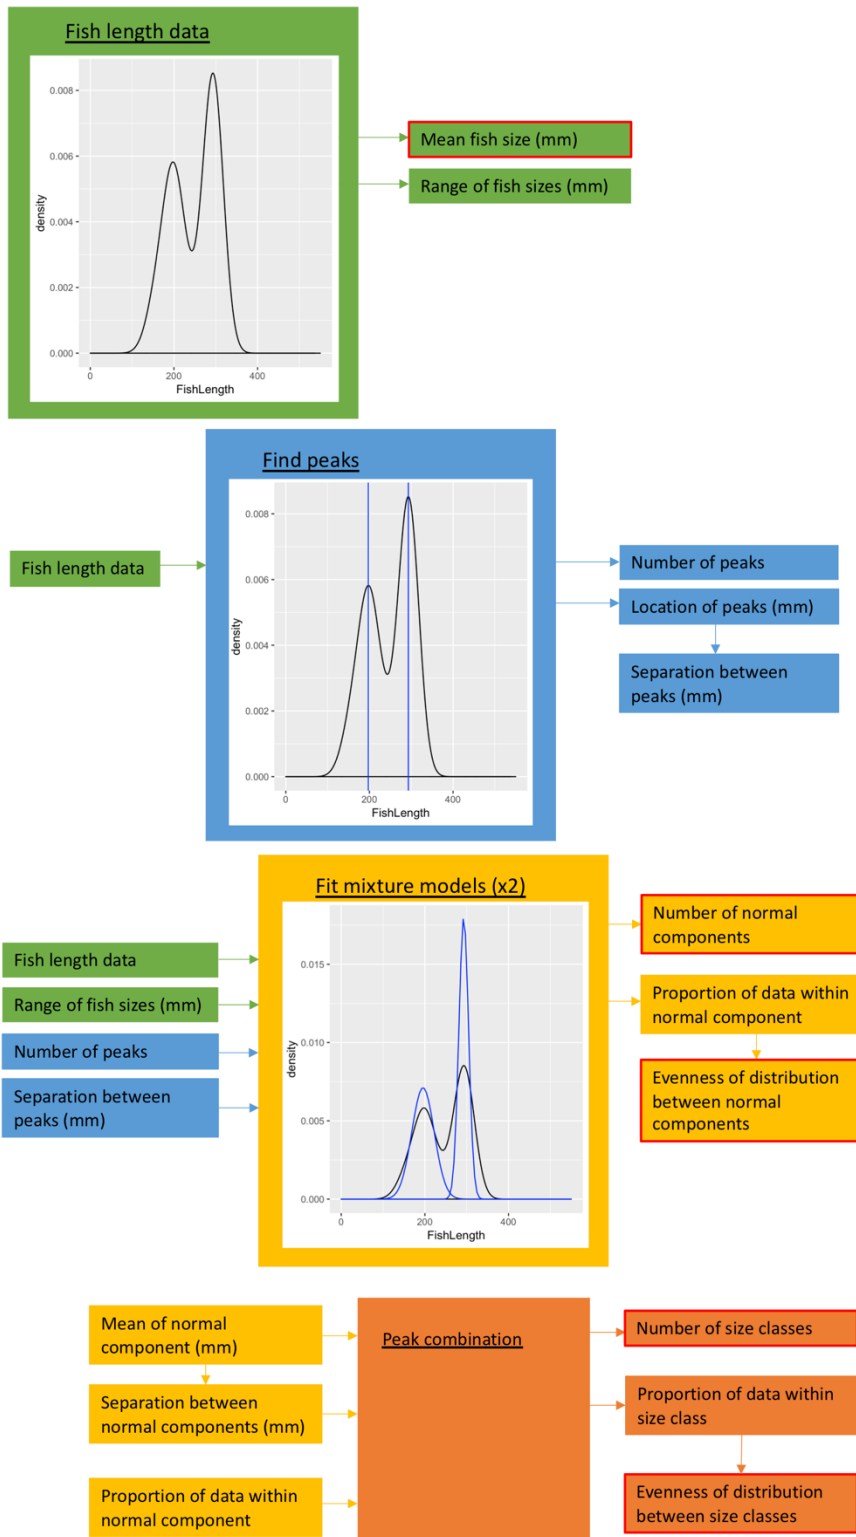 Fish length data
0.008
0.006
0.004
0.002
0.000
density
0
200
400
FishLength
Mean fish size (mm)
Range of fish sizes (mm)
Find peaks
Fish length data
0.008
0.006
0.004
0.002
0.000
density
0
200
400
FishLength
Number of peaks
Location of peaks (mm)
Separation between
peaks (mm)
Fit mixture models (x2)
Fish length data
Range of fish sizes (mm)
Number of peaks
Separation between
peaks (mm)
0.015
0.010
0.005
0.000
density
0
200
400
FishLength
Number of normal
components
Proportion of data within
normal component
Evenness of distribution
between normal
components
Mean of normal
component (mm)
Separation between
normal components (mm)
Proportion of data within
normal component
Peak combination
Number of size classes
Proportion of data within
size class
Evenness of distribution
between size classes